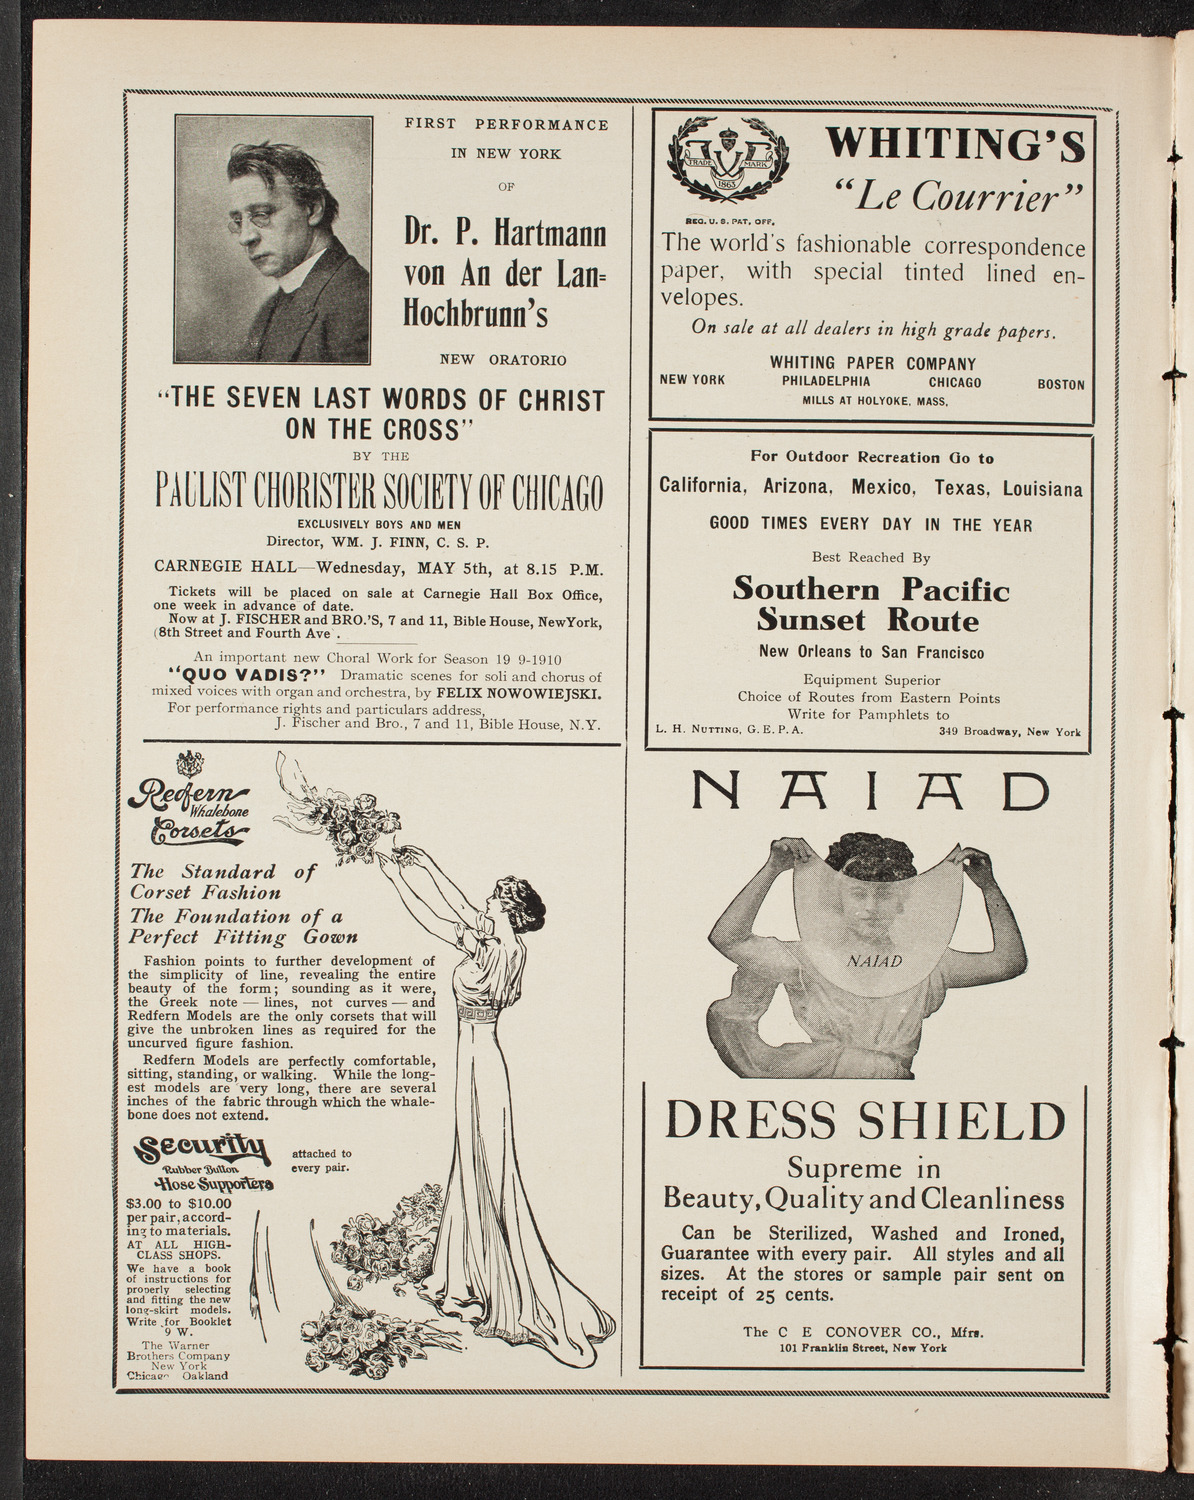 FIRST PERFORMANCE
IN NEW YORK
OF
Dr. P. Hartmann
von An der Lan=
Hochbrunn's
NEW ORATORIO
"THE SEVEN LAST WORDS OF CHRIST
ON THE CROSS"
BY THE
PAULIST CHORISTER SOCIETY OF CHICAGO
EXCLUSIVELY BOYS AND MEN
Director, WM. J. FINN, C. S. P.
CARNEGIE HALL—Wednesday, MAY 5th, at 8.15 P.M.
Tickets will be placed on sale at Carnegie Hall Box Office,
one week in advance of date.
Now at J. FISCHER and BRO.'S, 7 and 11, Bible House, NewYork,
(8th Street and Fourth Ave .
An important new Choral Work for Season 19 9-1910
"QUO VADIS?" Dramatic scenes for soli and chorus of
mixed voices with organ and orchestra, by FELIX NOWOWIEJSKI.
For performance rights and particulars address,
J. Fischer and Bro., 7 and 11, Bible House, N.Y.
Redfern
Whalebone
Corsets
The Standard of
Corset Fashion
The Foundation of a
Perfect Fitting Gown
Fashion points to further development of
the simplicity of line, revealing the entire
beauty of the form; sounding as it were,
the Greek note — lines, not curves — and
Redfern Models are the only corsets that will
give the unbroken lines as required for the
uncurved figure fashion.
Redfern Models are perfectly comfortable,
sitting, standing, or walking. While the long-
est models are very long, there are several
inches of the fabric through which the whale-
bone does not extend.
Security
Rubber Button
Hose Supporters
attached to
every pair.
$3.00 to $10.00
per pair, accord-
ing to materials.
AT ALL HIGH-
CLASS SHOPS.
We have a book
of instructions for
properly selecting
and fitting the new
long-skirt models.
Write for Booklet
9 W.
The Warner
Brothers Company
New York
Chicago Oakland
TRADE MARK
1865
REG. U. S. PAT. OFF.
WHITING'S
"Le Courrier"
The world's fashionable correspondence
paper, with special tinted lined en-
velopes.
On sale at all dealers in high grade papers.
WHITING PAPER COMPANY
NEW YORK PHILADELPHIA CHICAGO BOSTON
MILLS AT HOLYOKE, MASS.
For Outdoor Recreation Go to
California, Arizona, Mexico, Texas, Louisiana
GOOD TIMES EVERY DAY IN THE YEAR
Best Reached By
Southern Pacific
Sunset Route
New Orleans to San Francisco
Equipment Superior
Choice of Routes from Eastern Points
Write for Pamphlets to
L. H. NUTTING, G. E. P. A. 349 Broadway, New York
NAIAD
NAIAD
DRESS SHIELD
Supreme in
Beauty, Quality and Cleanliness
Can be Sterilized, Washed and Ironed,
Guarantee with every pair. All styles and all
sizes. At the stores or sample pair sent on
receipt of 25 cents.
The C E CONOVER CO., Mfrs.
101 Franklin Street, New York